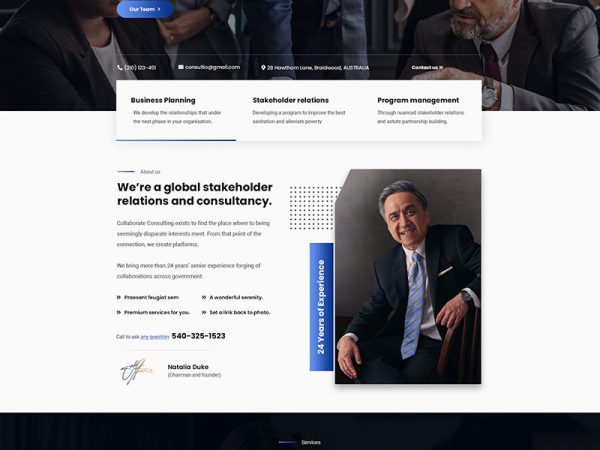 Our Team
(210) 123-451
consultio@gmail.com
28 Hawthorn Lane, Braidwood, AUSTRALIA
Contact us »
Business Planning
Stakeholder relations
Program management
We develop the relationships that under
the next phase in your organisation.
Developing a program to improve the best
sanitation and alleviate poverty
Through nuanced stakeholder relations
and astute partnership building.
About us
We’re a global stakeholder
relations and consultancy.
Collaborate Consulting exists to find the place where to being
seemingly disparate interests meet. From that point of the
connection, we create platforms.
We bring more than 24 years’ senior experience forging of
collaborations across government.
» Praesent feugiat sem
» A wonderful serenity.
» Premium services for you.
» Set a link back to photo.
Call to ask any question 540-325-1523
Natalia Duke
(Chairman and founder)
24 Years of Experience
Services